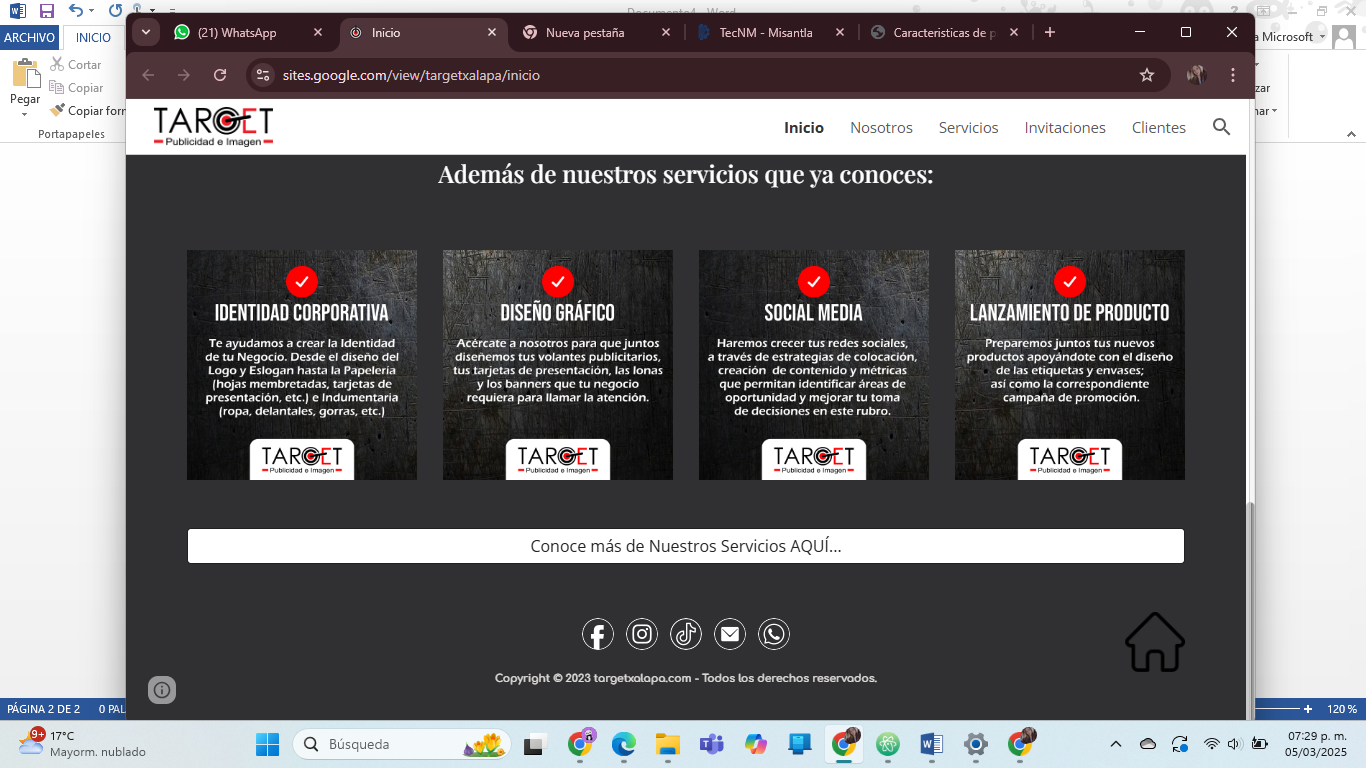 Documento4 - Word
ARCHIVO
INICIO
a Microsoft
Pegar
Cortar
Copiar
Copiar for
Portapapeles
zar
nar
(21) WhatsApp
Inicio
Nueva pestaña
TecNM - Misantla
Caracteristicas de p
sites.google.com/view/targetxalapa/inicio
TARGET
Publicidad e Imagen
Inicio
Nosotros
Servicios
Invitaciones
Clientes
Además de nuestros servicios que ya conoces:
IDENTIDAD CORPORATIVA
Te ayudamos a crear la Identidad
de tu Negocio. Desde el diseño del
Logo y Eslogan hasta la Papelería
(hojas membretadas, tarjetas de
presentación, etc.) e Indumentaria
(ropa, delantales, gorras, etc.)
TARGET
Publicidad e Imagen
DISEÑO GRÁFICO
Acércate a nosotros para que juntos
diseñemos tus volantes publicitarios,
tus tarjetas de presentación, las lonas
y los banners que tu negocio
requiera para llamar la atención.
TARGET
Publicidad e Imagen
SOCIAL MEDIA
Haremos crecer tus redes sociales,
a través de estrategias de colocación,
creación de contenido y métricas
que permitan identificar áreas de
oportunidad y mejorar tu toma
de decisiones en este rubro.
TARGET
Publicidad e Imagen
LANZAMIENTO DE PRODUCTO
Preparemos juntos tus nuevos
productos apoyándote con el diseño
de las etiquetas y envases;
así como la correspondiente
campaña de promoción.
TARGET
Publicidad e Imagen
Conoce más de Nuestros Servicios AQUÍ...
Copyright © 2023 targetxalapa.com - Todos los derechos reservados.
PÁGINA 2 DE 2
0 PAL
120 %
9+
17°C
Mayorm. nublado
Búsqueda
07:29 p. m.
05/03/2025